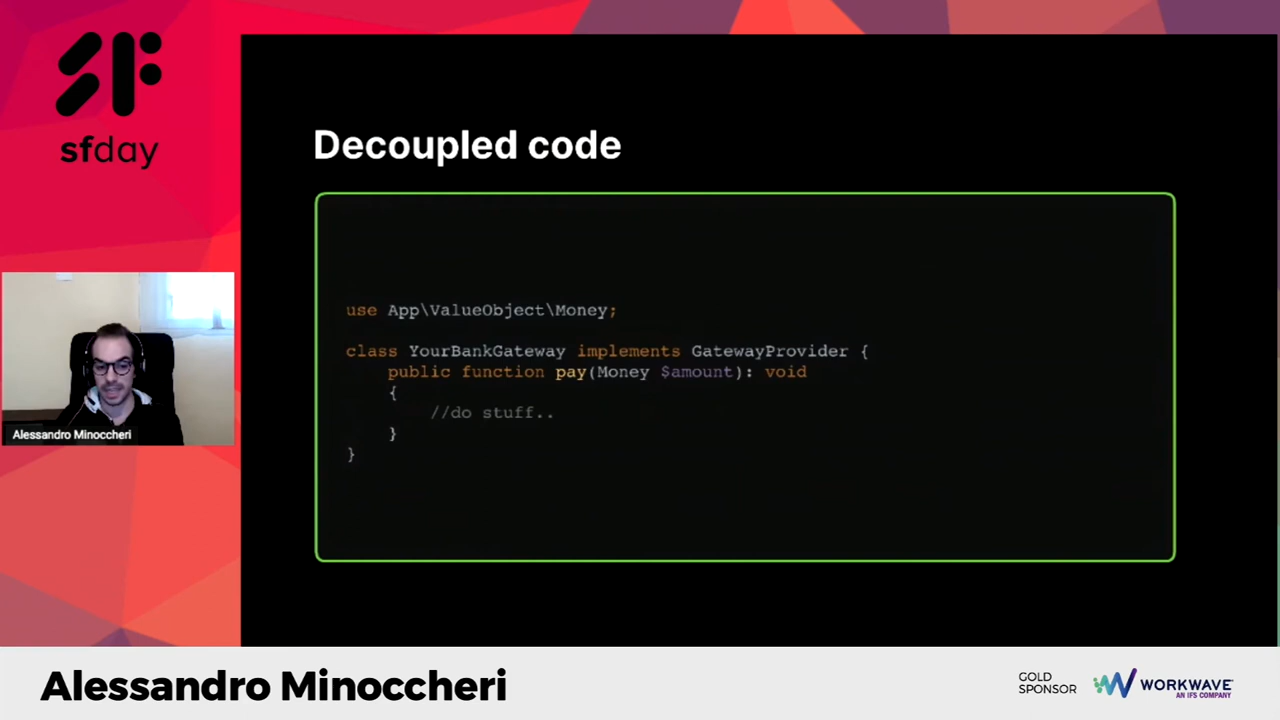 sfday
Decoupled code
use App\ValueObject\Money;
class YourBankGateway implements GatewayProvider {
public function pay(Money $amount): void
{
//do stuff..
}
}
Alessandro Minoccheri
Alessandro Minoccheri
GOLD
SPONSOR
WORKWAVE
AN IFS COMPANY